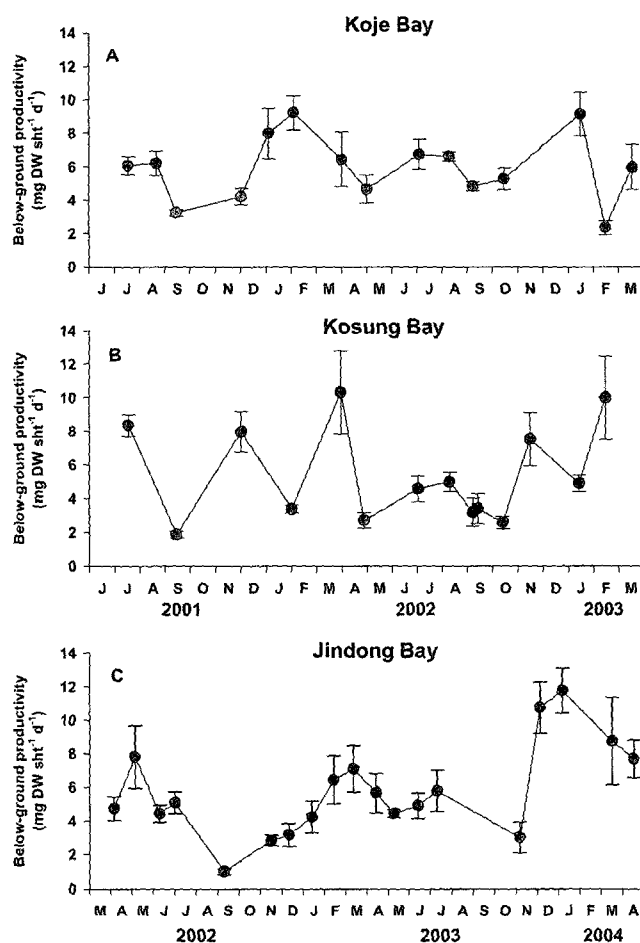 Koje Bay
A
Below-ground productivity
(mg DW sht⁻¹ d⁻¹)
14
12
10
8
6
4
2
0
J J A S O N D J F M A M J J A S O N D J F M
Kosung Bay
B
Below-ground productivity
(mg DW sht⁻¹ d⁻¹)
14
12
10
8
6
4
2
0
J J A S O N D J F M A M J J A S O N D J F M
2001 2002 2003
Jindong Bay
C
Below-ground productivity
(mg DW sht⁻¹ d⁻¹)
14
12
10
8
6
4
2
0
M A M J J A S O N D J F M A M J J A S O N D J F M A
2002 2003 2004